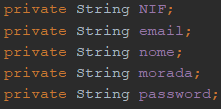 private String NIF;
private String email;
private String nome;
private String morada;
private String password;